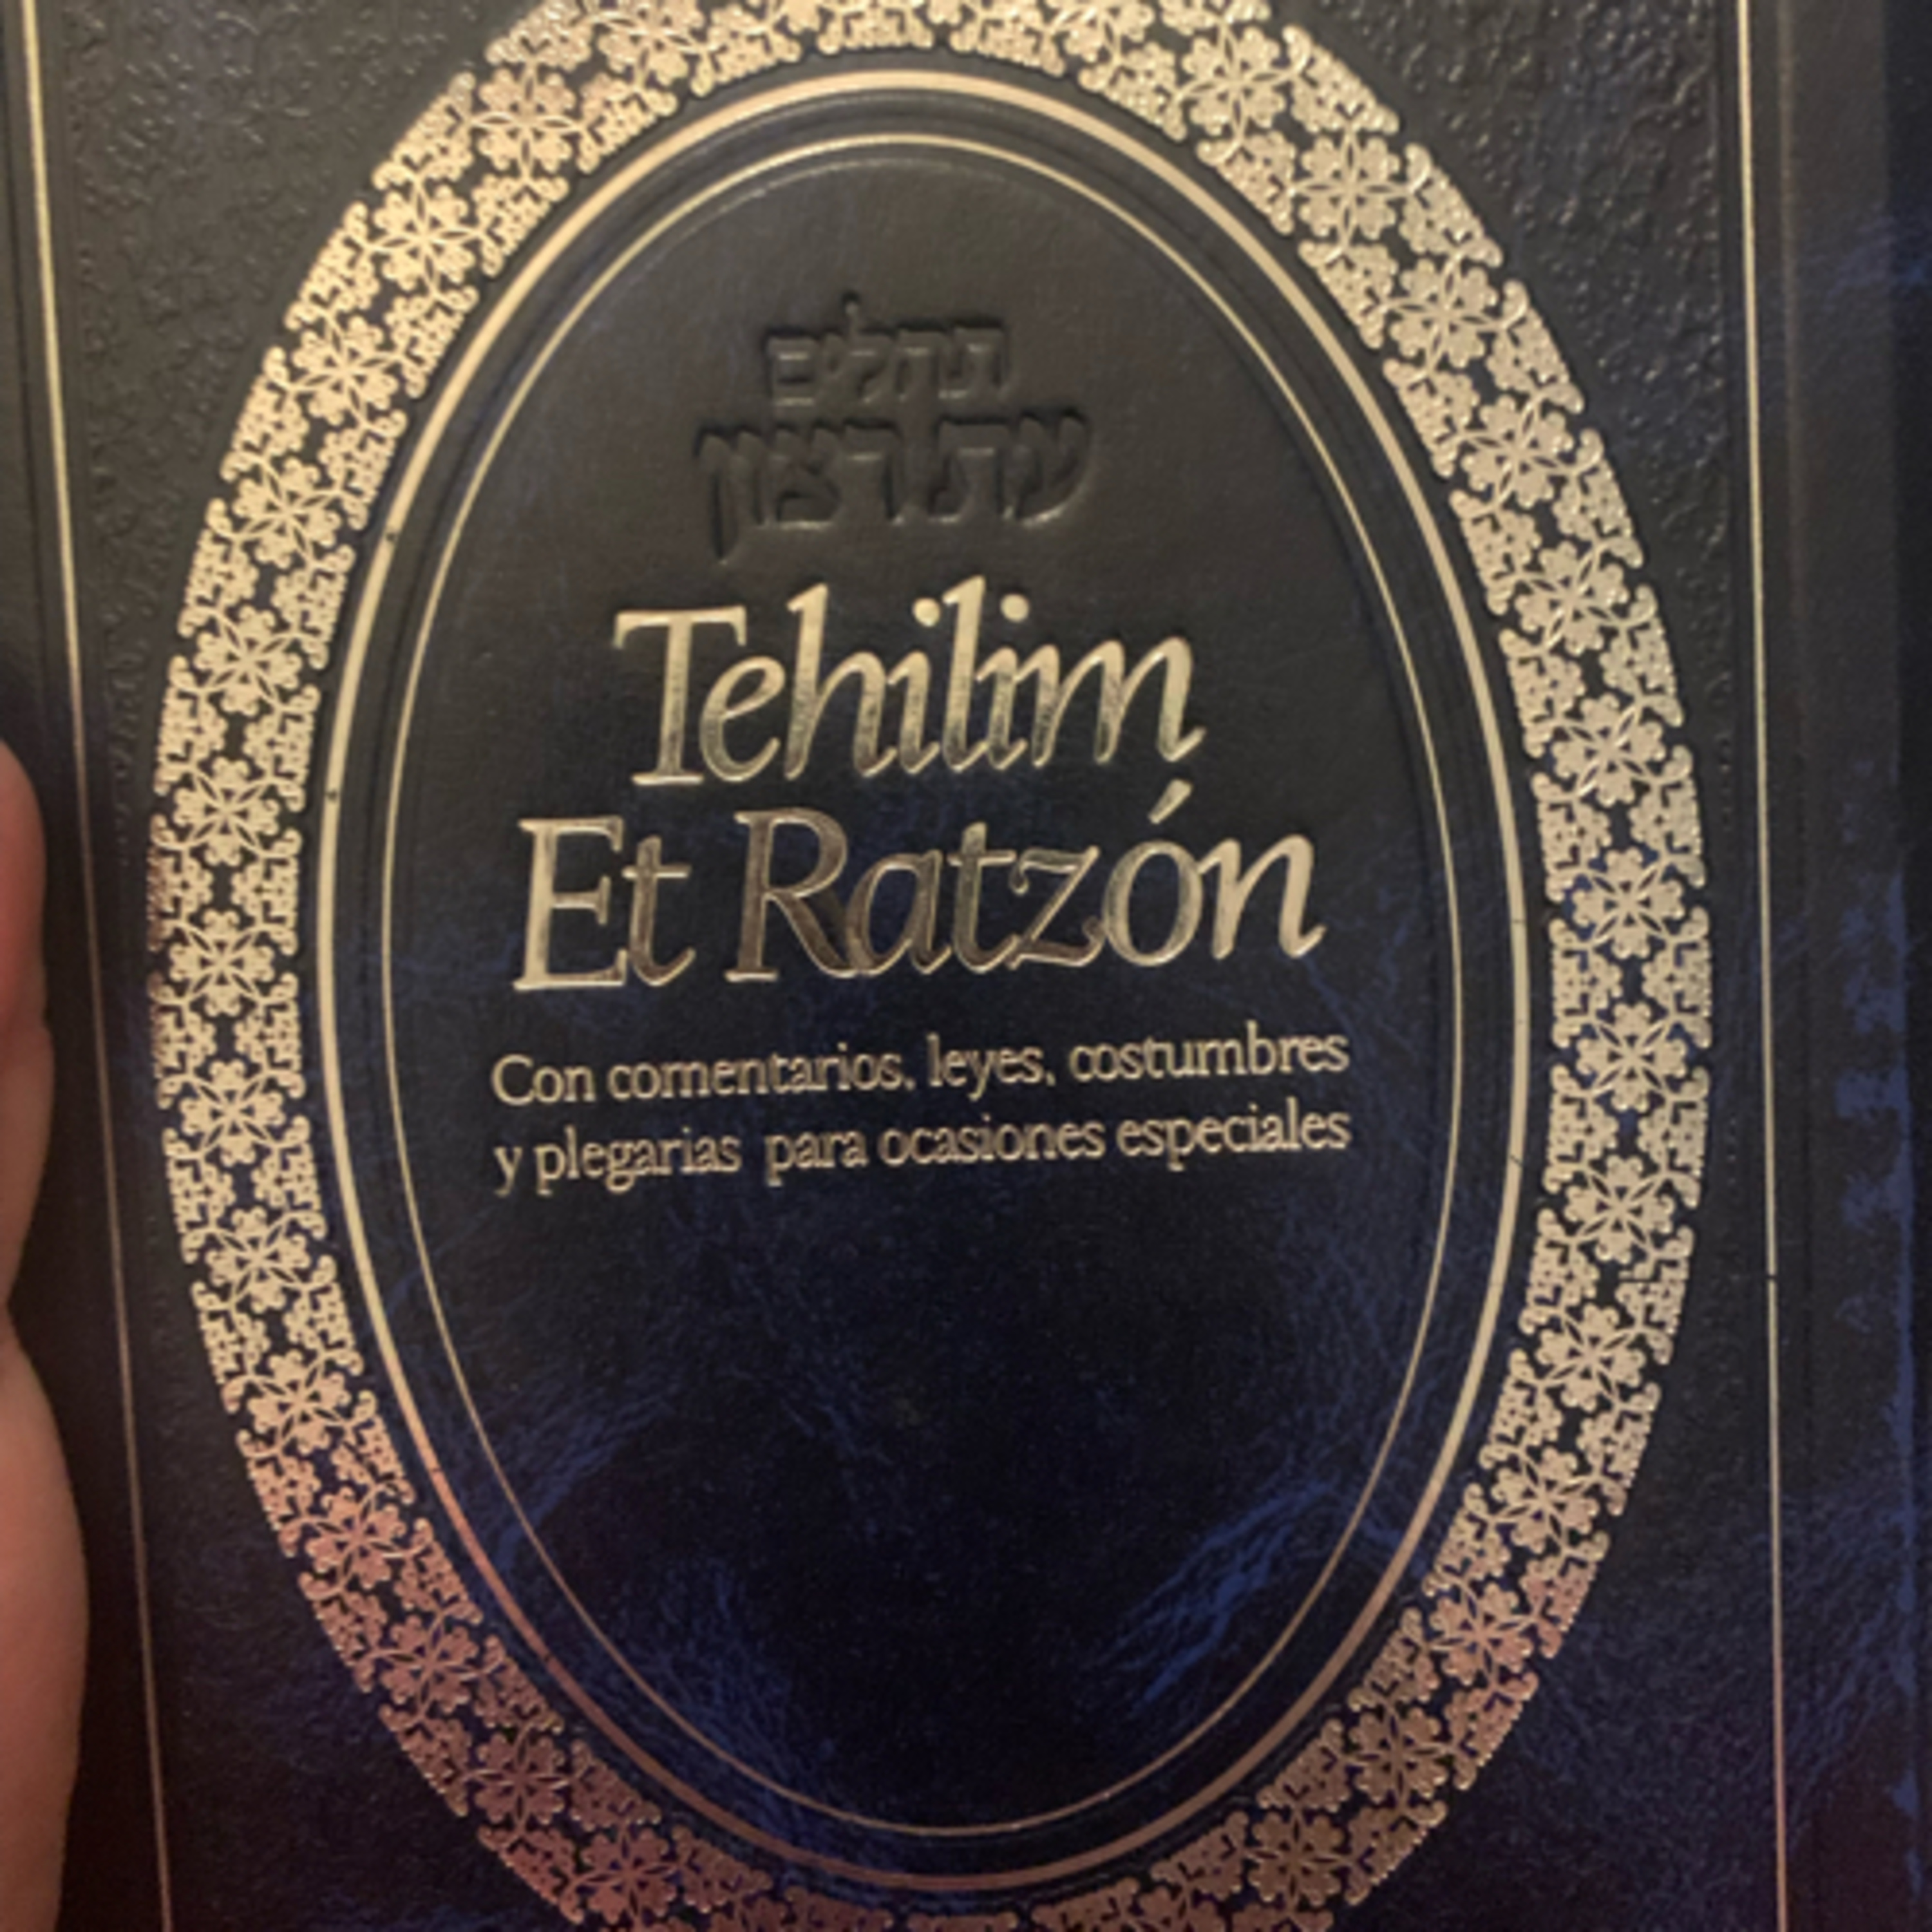 תהלים
עת רצון
Tehilim
Et Ratzón
Con comentarios, leyes, costumbres
y plegarias para ocasiones especiales